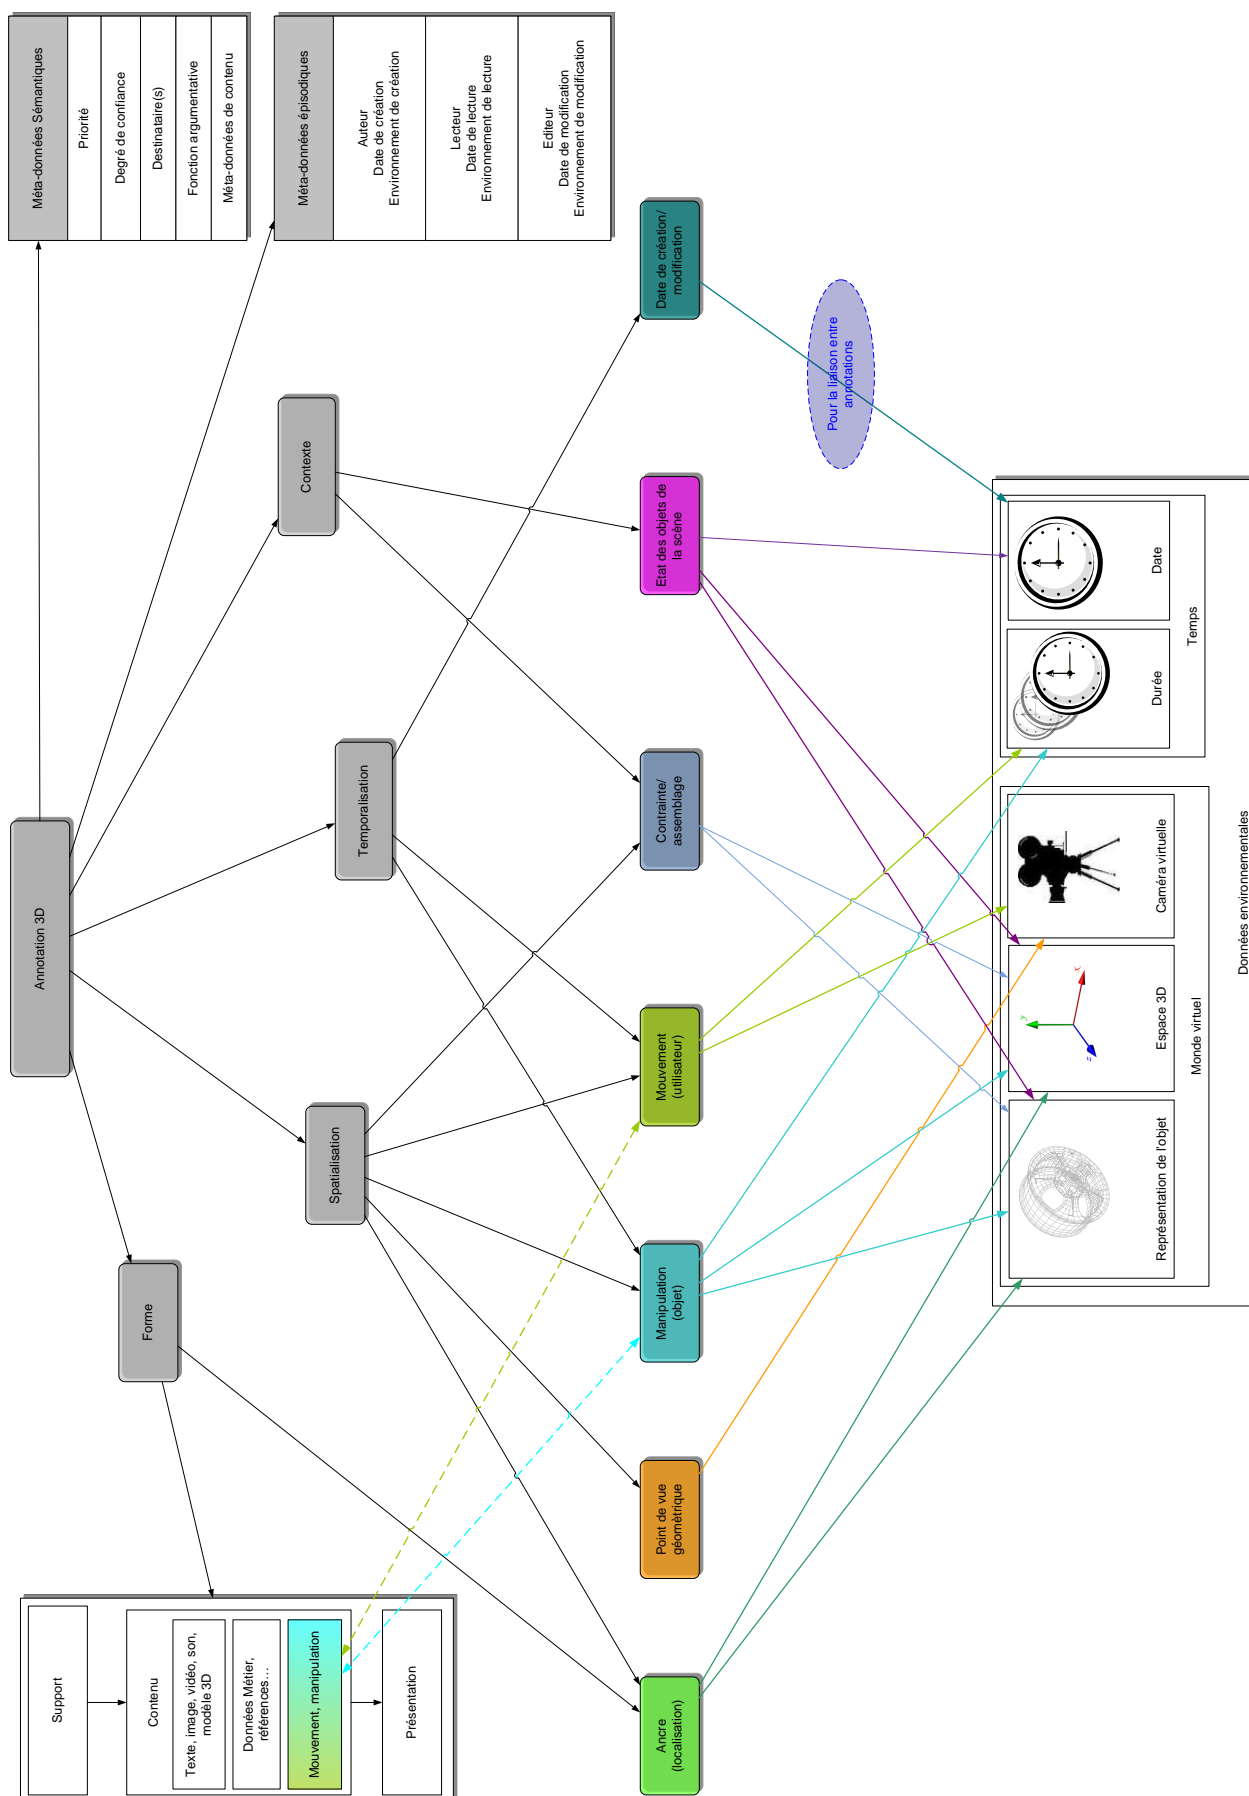 Annotation 3D
Méta-données Sémantiques
Priorité
Degré de confiance
Destinataire(s)
Fonction argumentative
Méta-données de contenu
Méta-données épisodiques
Auteur
Date de création
Environnement de création
Lecteur
Date de lecture
Environnement de lecture
Editeur
Date de modification
Environnement de modification
Forme
Spatialisation
Temporalisation
Contexte
Support
Contenu
Texte, image, vidéo, son,
modèle 3D
Données Métier,
références…
Mouvement, manipulation
Présentation
Ancre
(localisation)
Point de vue
géométrique
Manipulation
(objet)
Mouvement
(utilisateur)
Contrainte/
assemblage
Etat des objets de
la scène
Date de création/
modification
Pour la liaison entre
annotations
Représentation de l'objet
y
x
z
Espace 3D
Caméra virtuelle
Monde virtuel
Durée
Date
Temps
Données environnementales